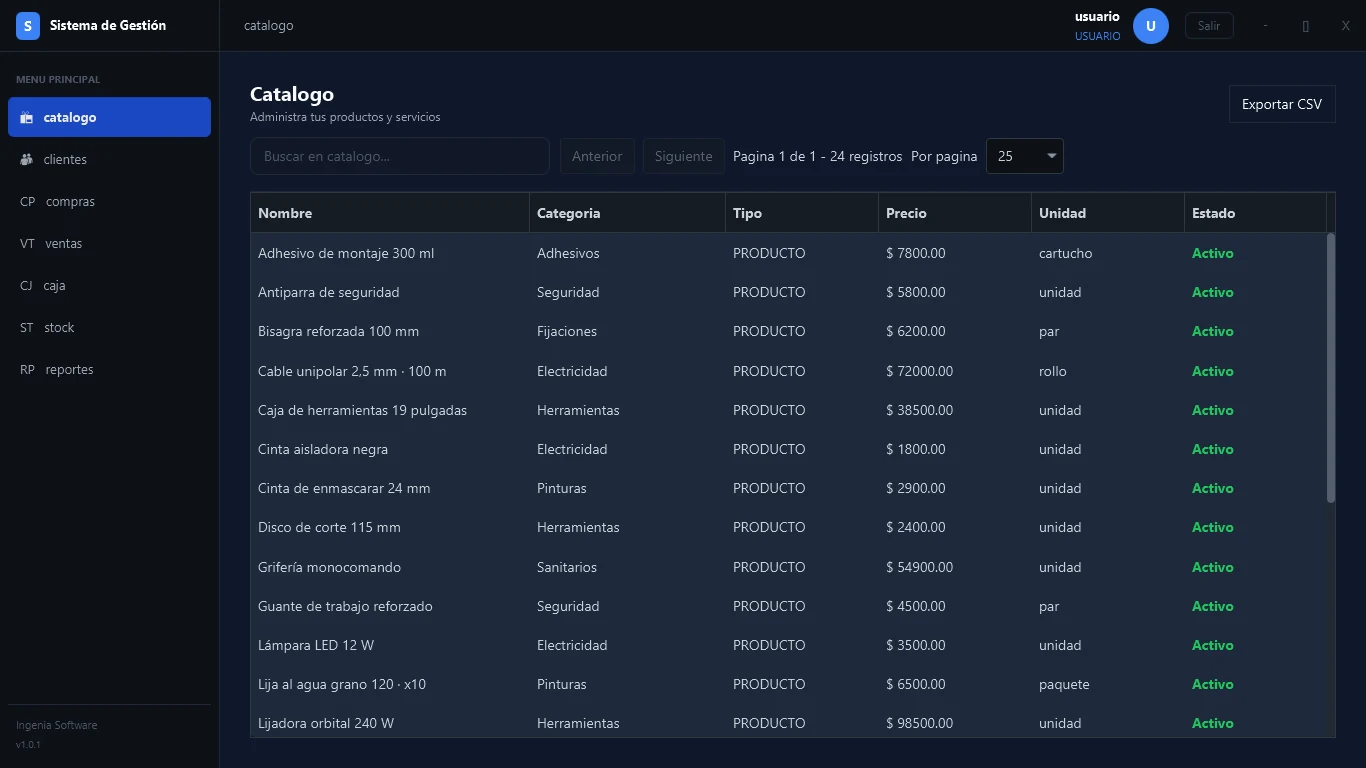 S Sistema de Gestión
catalogo
usuario
USUARIO
U
Salir
- X
MENU PRINCIPAL
catalogo
clientes
CP compras
VT ventas
CJ caja
ST stock
RP reportes
Ingenia Software
v1.0.1
Catalogo
Administra tus productos y servicios
Exportar CSV
Buscar en catalogo...
Anterior Siguiente Pagina 1 de 1 - 24 registros Por pagina 25
Nombre Categoria Tipo Precio Unidad Estado
Adhesivo de montaje 300 ml Adhesivos PRODUCTO $ 7800.00 cartucho Activo
Antiparra de seguridad Seguridad PRODUCTO $ 5800.00 unidad Activo
Bisagra reforzada 100 mm Fijaciones PRODUCTO $ 6200.00 par Activo
Cable unipolar 2,5 mm · 100 m Electricidad PRODUCTO $ 72000.00 rollo Activo
Caja de herramientas 19 pulgadas Herramientas PRODUCTO $ 38500.00 unidad Activo
Cinta aisladora negra Electricidad PRODUCTO $ 1800.00 unidad Activo
Cinta de enmascarar 24 mm Pinturas PRODUCTO $ 2900.00 unidad Activo
Disco de corte 115 mm Herramientas PRODUCTO $ 2400.00 unidad Activo
Grifería monocomando Sanitarios PRODUCTO $ 54900.00 unidad Activo
Guante de trabajo reforzado Seguridad PRODUCTO $ 4500.00 par Activo
Lámpara LED 12 W Electricidad PRODUCTO $ 3500.00 unidad Activo
Lija al agua grano 120 · x10 Pinturas PRODUCTO $ 6500.00 paquete Activo
Lijadora orbital 240 W Herramientas PRODUCTO $ 98500.00 unidad Activo